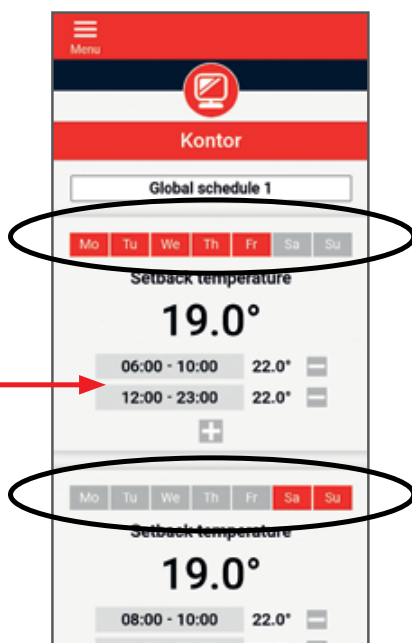 Menu
Kontor
Global schedule 1
Mo Tu We Th Fr Sa Su
Setback temperature
19.0°
06:00 - 10:00 22.0°
12:00 - 23:00 22.0°
Mo Tu We Th Fr Sa Su
Setback temperature
19.0°
08:00 - 10:00 22.0°